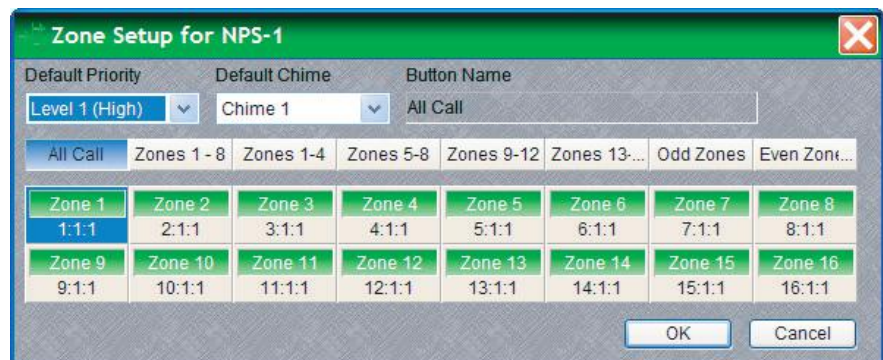 Zone Setup for NPS-1
Default Priority Default Chime Button Name
Level 1 (High) Chime 1 All Call
All Call Zones 1 - 8 Zones 1-4 Zones 5-8 Zones 9-12 Zones 13-... Odd Zones Even Zone...
Zone 1 Zone 2 Zone 3 Zone 4 Zone 5 Zone 6 Zone 7 Zone 8
1:1:1 2:1:1 3:1:1 4:1:1 5:1:1 6:1:1 7:1:1 8:1:1
Zone 9 Zone 10 Zone 11 Zone 12 Zone 13 Zone 14 Zone 15 Zone 16
9:1:1 10:1:1 11:1:1 12:1:1 13:1:1 14:1:1 15:1:1 16:1:1
OK Cancel